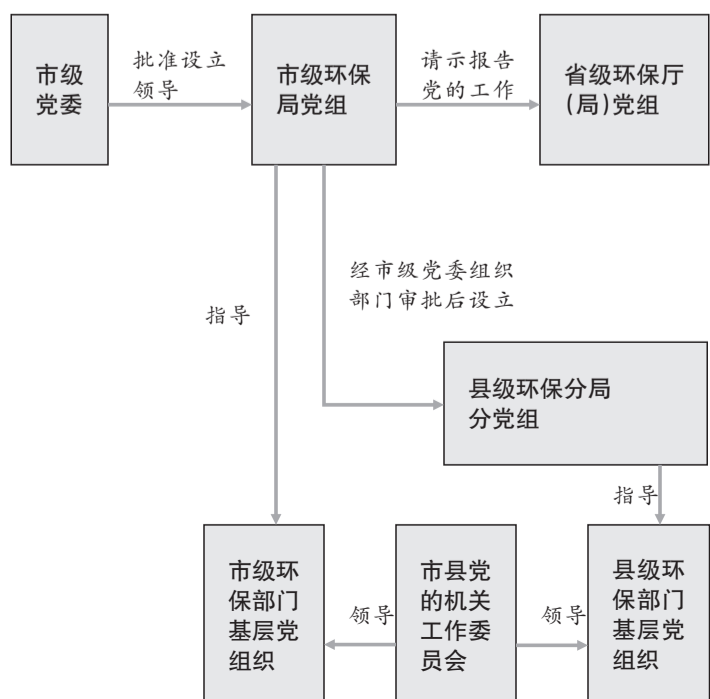 市级
党委
批准设立
领导
市级环保
局党组
请示报告
党的工作
省级环保厅
(局)党组
经市级党委组织
部门审批后设立
指导
县级环保分局
分党组
指导
市级环
保部门
基层党
组织
领导
市县党
的机关
工作委
员会
领导
县级环
保部门
基层党
组织